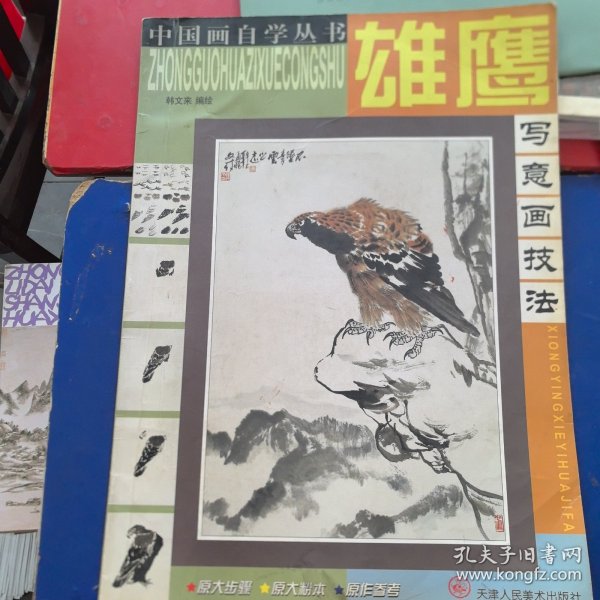 中国画自学丛书
ZHONGGUOHUAZIXUECONGSHU
韩文来 编绘
雄鹰
写意画技法
XIONGYINGXIEYIHUAJIFA
★原大步骤 ★原大粉本 ★原作参考
天津人民美术出版社
ZHONG
SHAN
孔夫子旧书网
www.kongfz.com